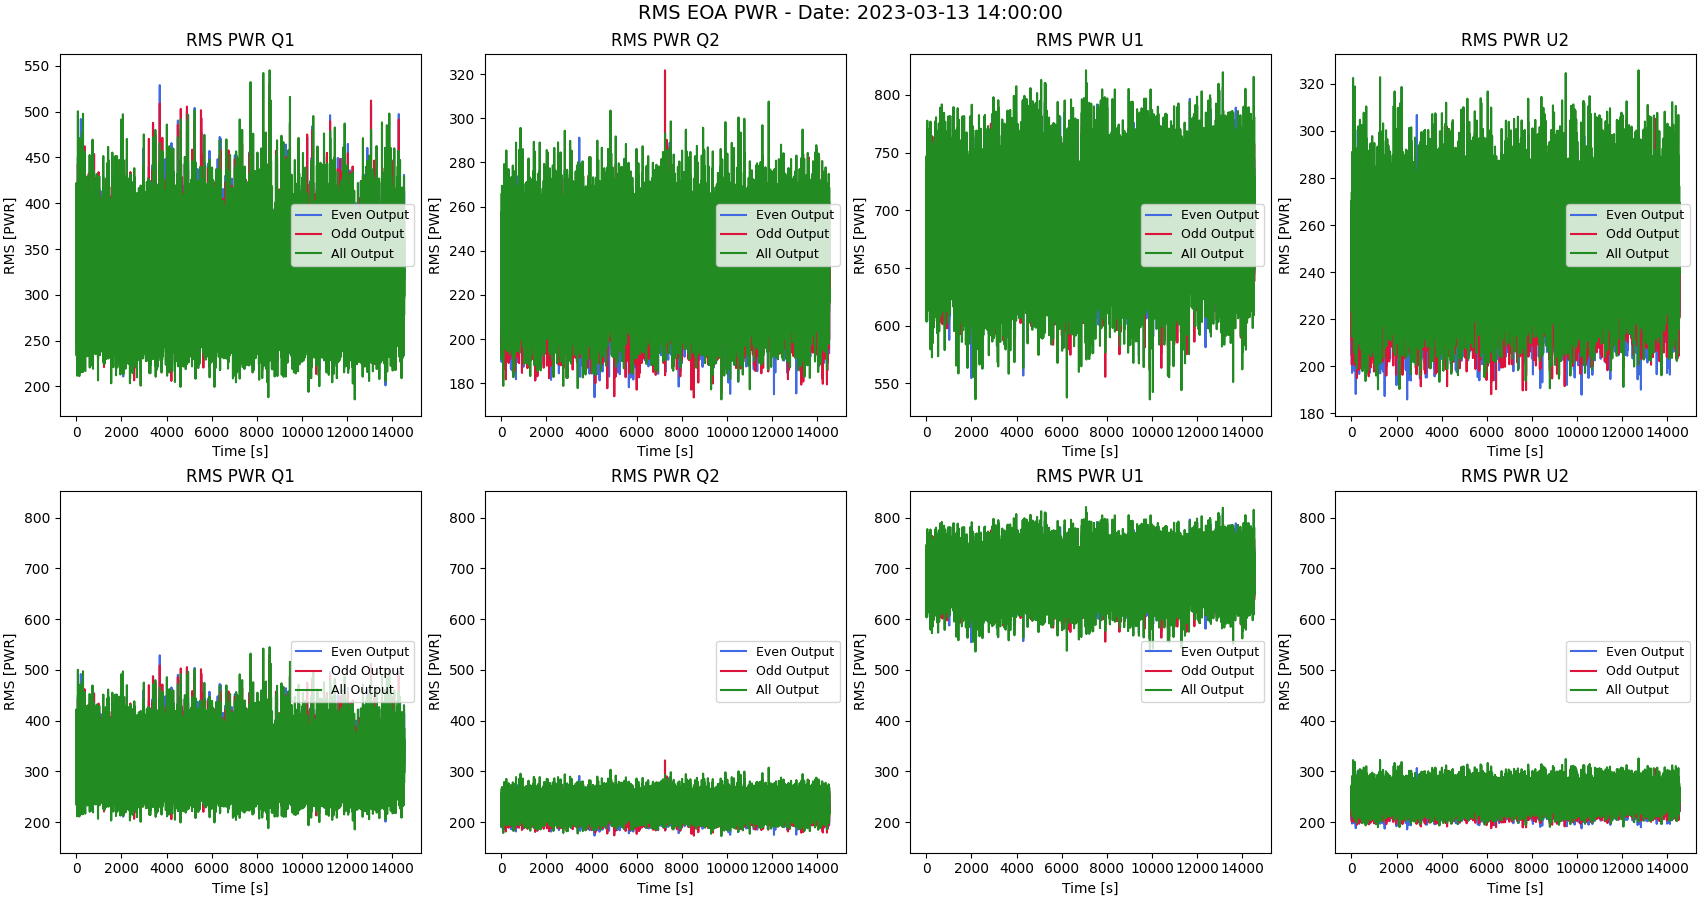 RMS EOA PWR - Date: 2023-03-13 14:00:00
RMS PWR Q1
RMS [PWR]
550
500
450
400
350
300
250
200
Even Output
Odd Output
All Output
0 2000 4000 6000 8000 10000 12000 14000
Time [s]
RMS PWR Q2
RMS [PWR]
320
300
280
260
240
220
200
180
Even Output
Odd Output
All Output
0 2000 4000 6000 8000 10000 12000 14000
Time [s]
RMS PWR U1
RMS [PWR]
800
750
700
650
600
550
Even Output
Odd Output
All Output
0 2000 4000 6000 8000 10000 12000 14000
Time [s]
RMS PWR U2
RMS [PWR]
320
300
280
260
240
220
200
180
Even Output
Odd Output
All Output
0 2000 4000 6000 8000 10000 12000 14000
Time [s]
RMS PWR Q1
RMS [PWR]
800
700
600
500
400
300
200
Even Output
Odd Output
All Output
0 2000 4000 6000 8000 10000 12000 14000
Time [s]
RMS PWR Q2
RMS [PWR]
800
700
600
500
400
300
200
Even Output
Odd Output
All Output
0 2000 4000 6000 8000 10000 12000 14000
Time [s]
RMS PWR U1
RMS [PWR]
800
700
600
500
400
300
200
Even Output
Odd Output
All Output
0 2000 4000 6000 8000 10000 12000 14000
Time [s]
RMS PWR U2
RMS [PWR]
800
700
600
500
400
300
200
Even Output
Odd Output
All Output
0 2000 4000 6000 8000 10000 12000 14000
Time [s]